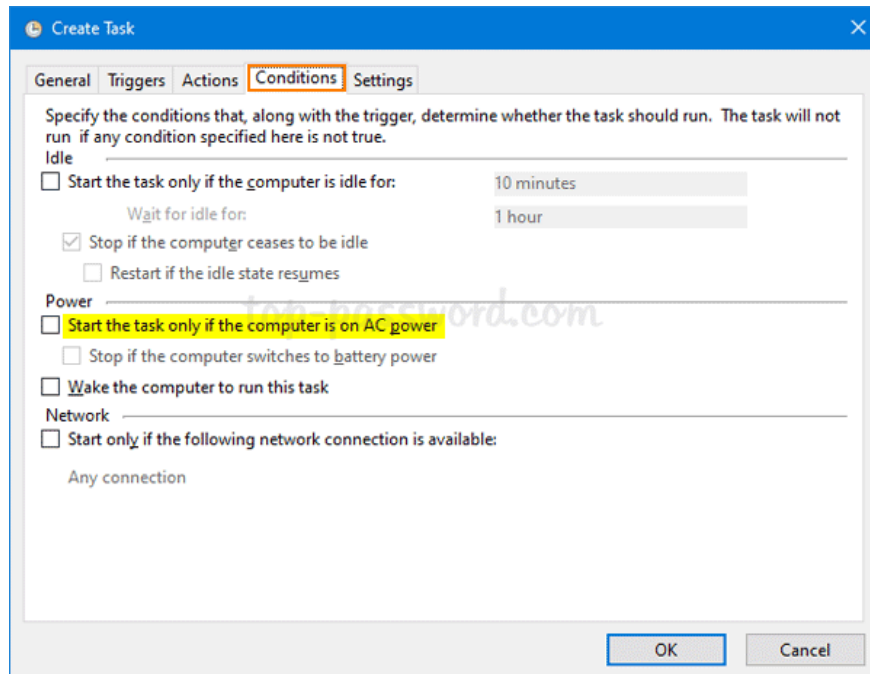 Create Task
General Triggers Actions Conditions Settings
Specify the conditions that, along with the trigger, determine whether the task should run. The task will not
run if any condition specified here is not true.
Idle
Start the task only if the computer is idle for: 10 minutes
Wait for idle for: 1 hour
Stop if the computer ceases to be idle
Restart if the idle state resumes
Power
top-password.com
Start the task only if the computer is on AC power
Stop if the computer switches to battery power
Wake the computer to run this task
Network
Start only if the following network connection is available:
Any connection
OK Cancel